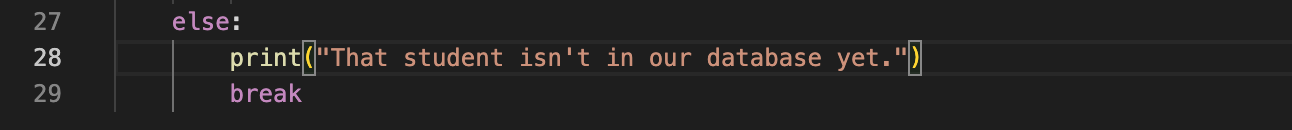 27 else:
28 print("That student isn't in our database yet.")
29 break